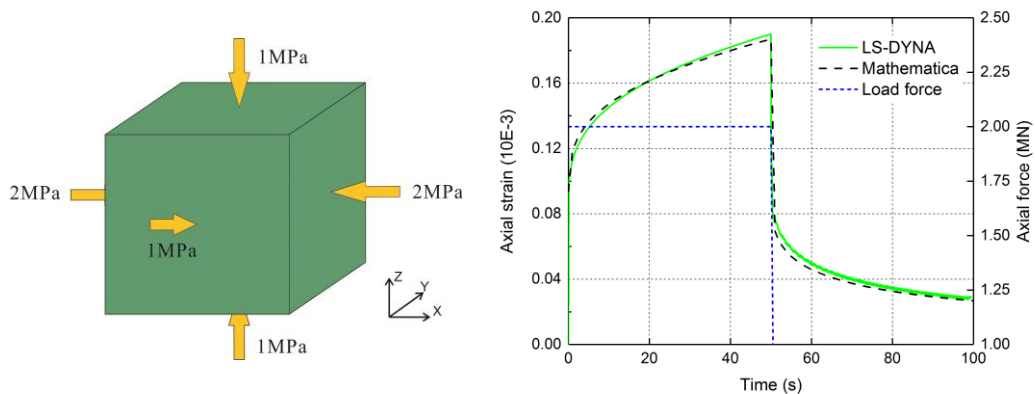 1MPa
2MPa
2MPa
1MPa
1MPa
Z
Y
X
0.20
0.16
0.12
0.08
0.04
0.00
Axial strain (10E-3)
LS-DYNA
Mathematica
Load force
2.50
2.25
2.00
1.75
1.50
1.25
1.00
Axial force (MN)
0
20
40
60
80
100
Time (s)